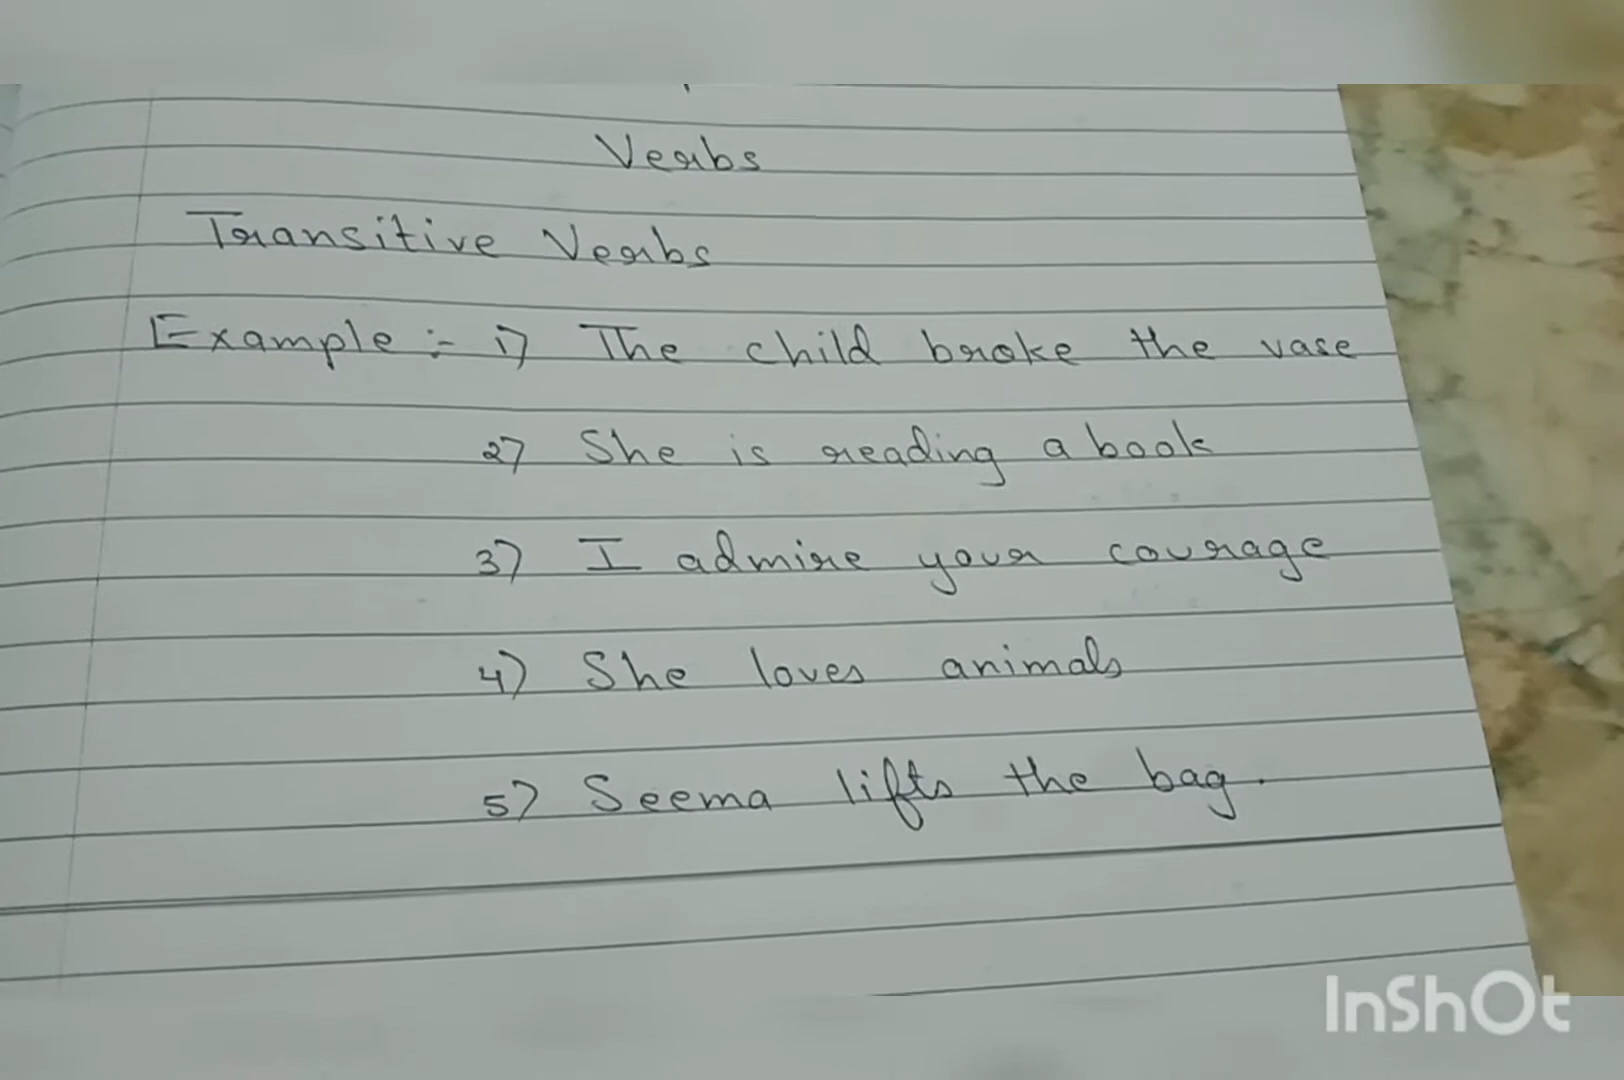 Verbs
Transitive Verbs
Example :- 1) The child broke the vase
2) She is reading a book
3) I admire your courage
4) She loves animals
5) Seema lifts the bag.
InShOt